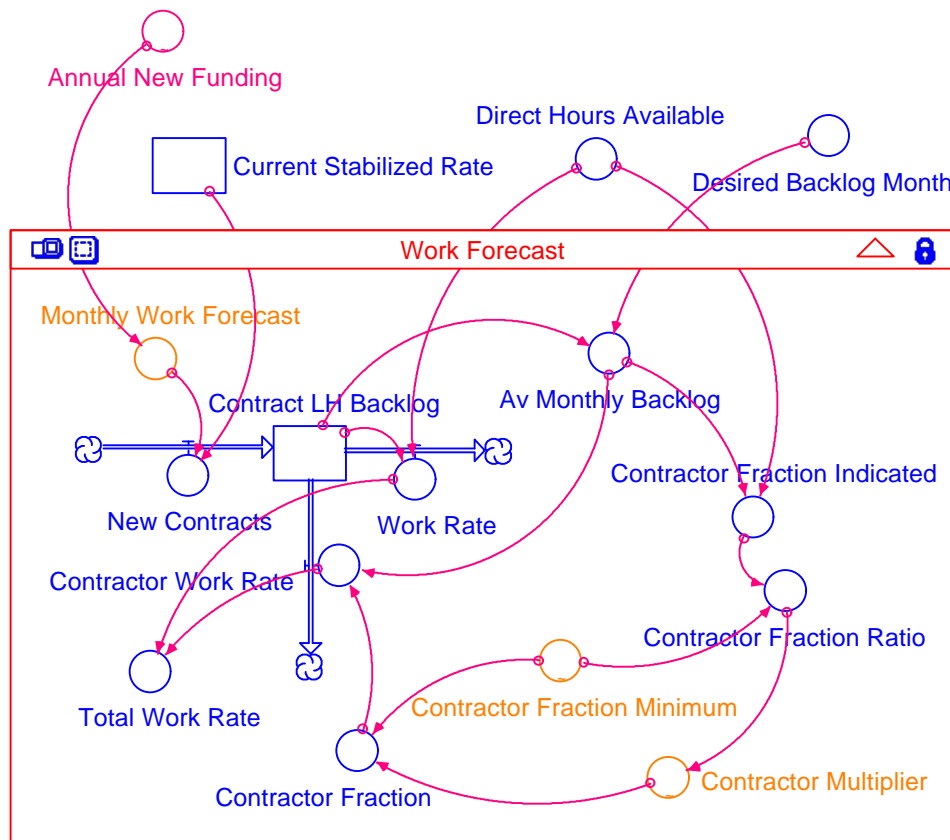 Annual New Funding
Direct Hours Available
Current Stabilized Rate
Desired Backlog Month
Work Forecast
Monthly Work Forecast
Contract LH Backlog
Av Monthly Backlog
Contractor Fraction Indicated
New Contracts
Work Rate
Contractor Work Rate
Contractor Fraction Ratio
Contractor Fraction Minimum
Total Work Rate
Contractor Multiplier
Contractor Fraction